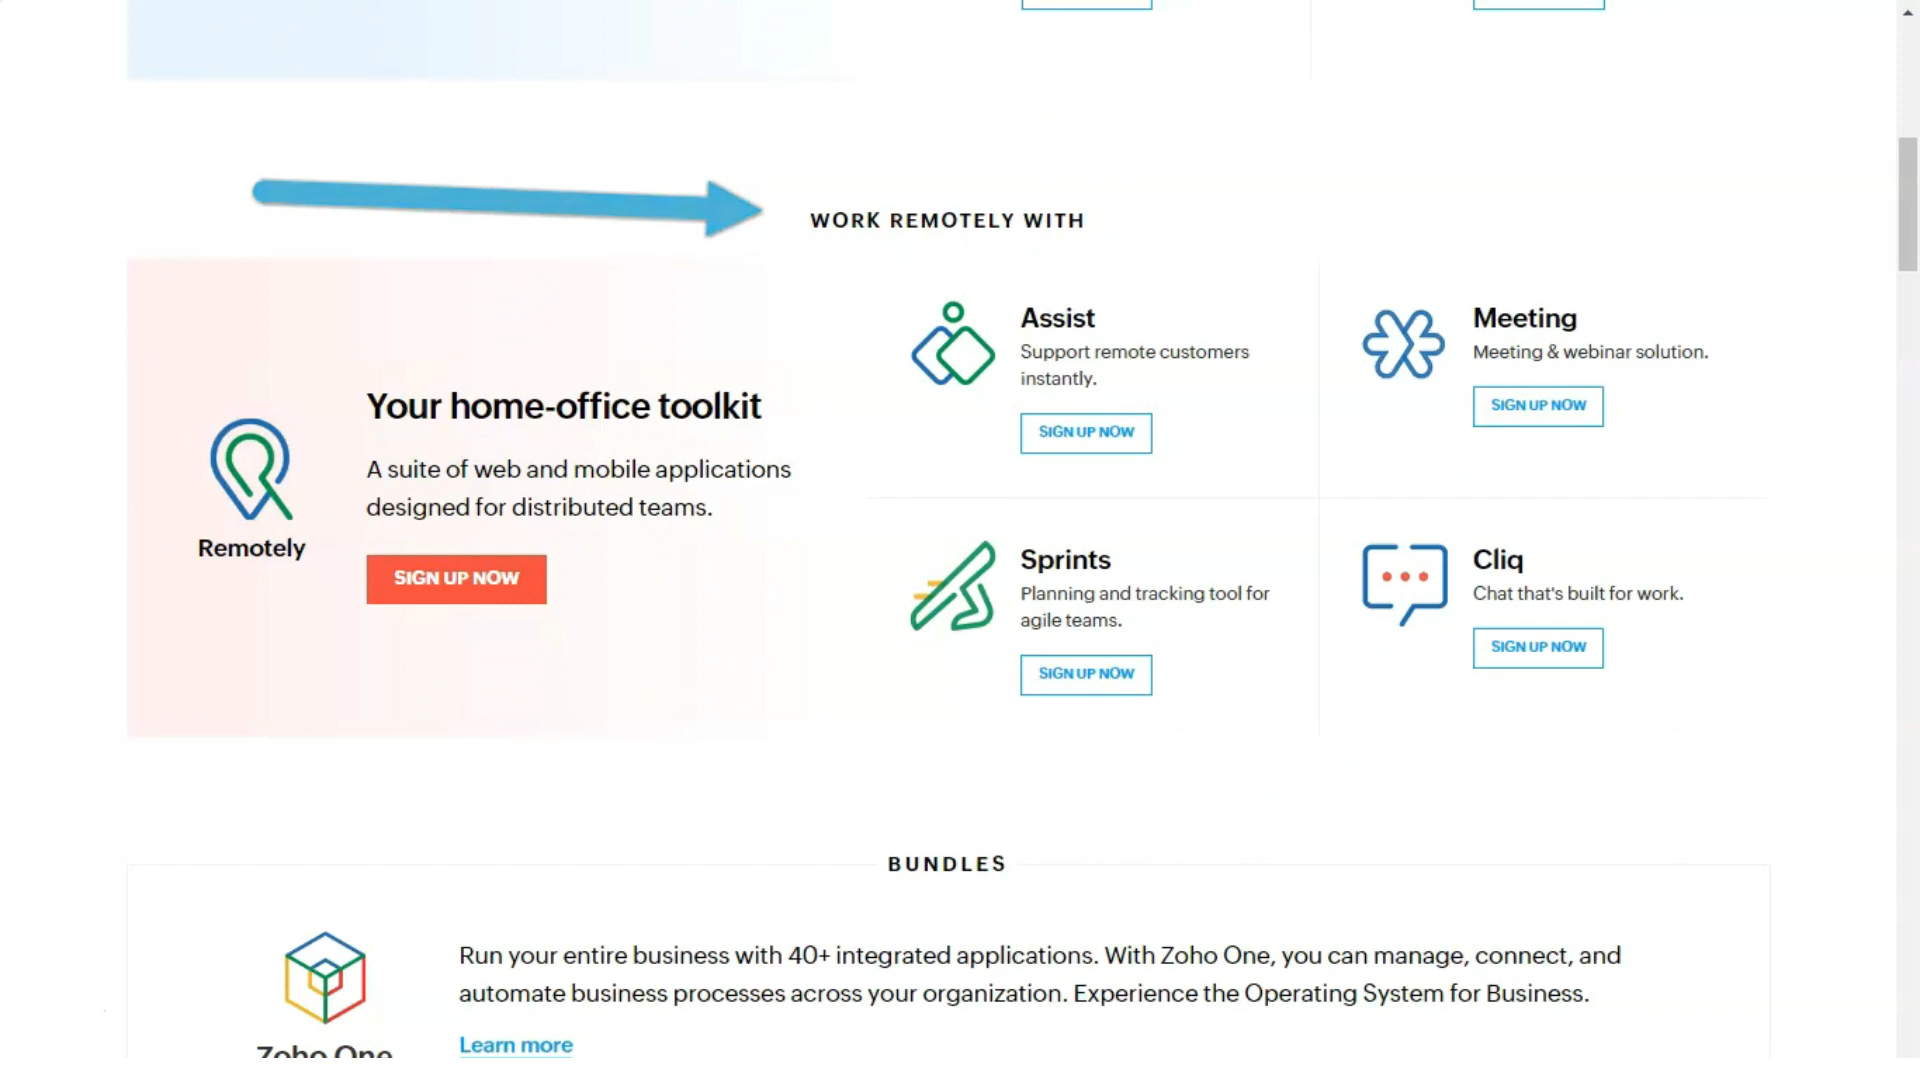 WORK REMOTELY WITH
Remotely
Your home-office toolkit
A suite of web and mobile applications
designed for distributed teams.
SIGN UP NOW
Assist
Support remote customers
instantly.
SIGN UP NOW
Meeting
Meeting & webinar solution.
SIGN UP NOW
Sprints
Planning and tracking tool for
agile teams.
SIGN UP NOW
Cliq
Chat that's built for work.
SIGN UP NOW
BUNDLES
Zoho One
Run your entire business with 40+ integrated applications. With Zoho One, you can manage, connect, and
automate business processes across your organization. Experience the Operating System for Business.
Learn more